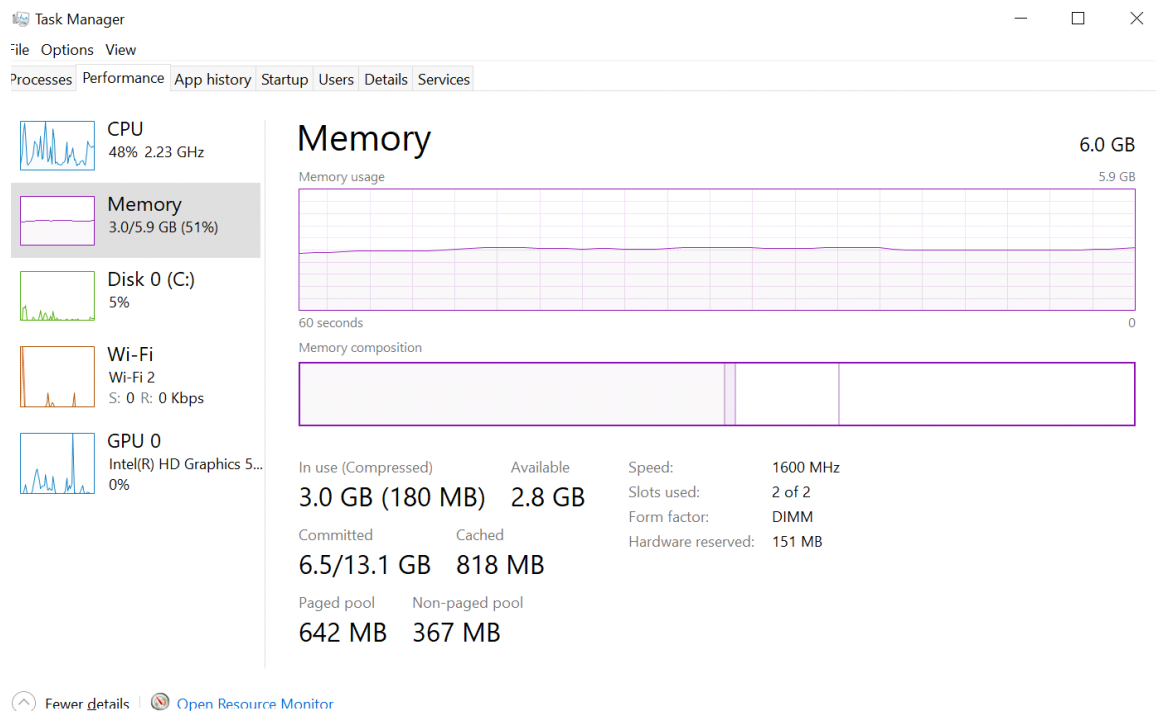 Task Manager
File Options View
Processes Performance App history Startup Users Details Services
CPU
48% 2.23 GHz
Memory
3.0/5.9 GB (51%)
Disk 0 (C:)
5%
Wi-Fi
Wi-Fi 2
S: 0 R: 0 Kbps
GPU 0
Intel(R) HD Graphics 5...
0%
Memory 6.0 GB
Memory usage 5.9 GB
60 seconds 0
Memory composition
In use (Compressed) Available
3.0 GB (180 MB) 2.8 GB
Committed Cached
6.5/13.1 GB 818 MB
Paged pool Non-paged pool
642 MB 367 MB
Speed: 1600 MHz
Slots used: 2 of 2
Form factor: DIMM
Hardware reserved: 151 MB
Fewer details Open Resource Monitor